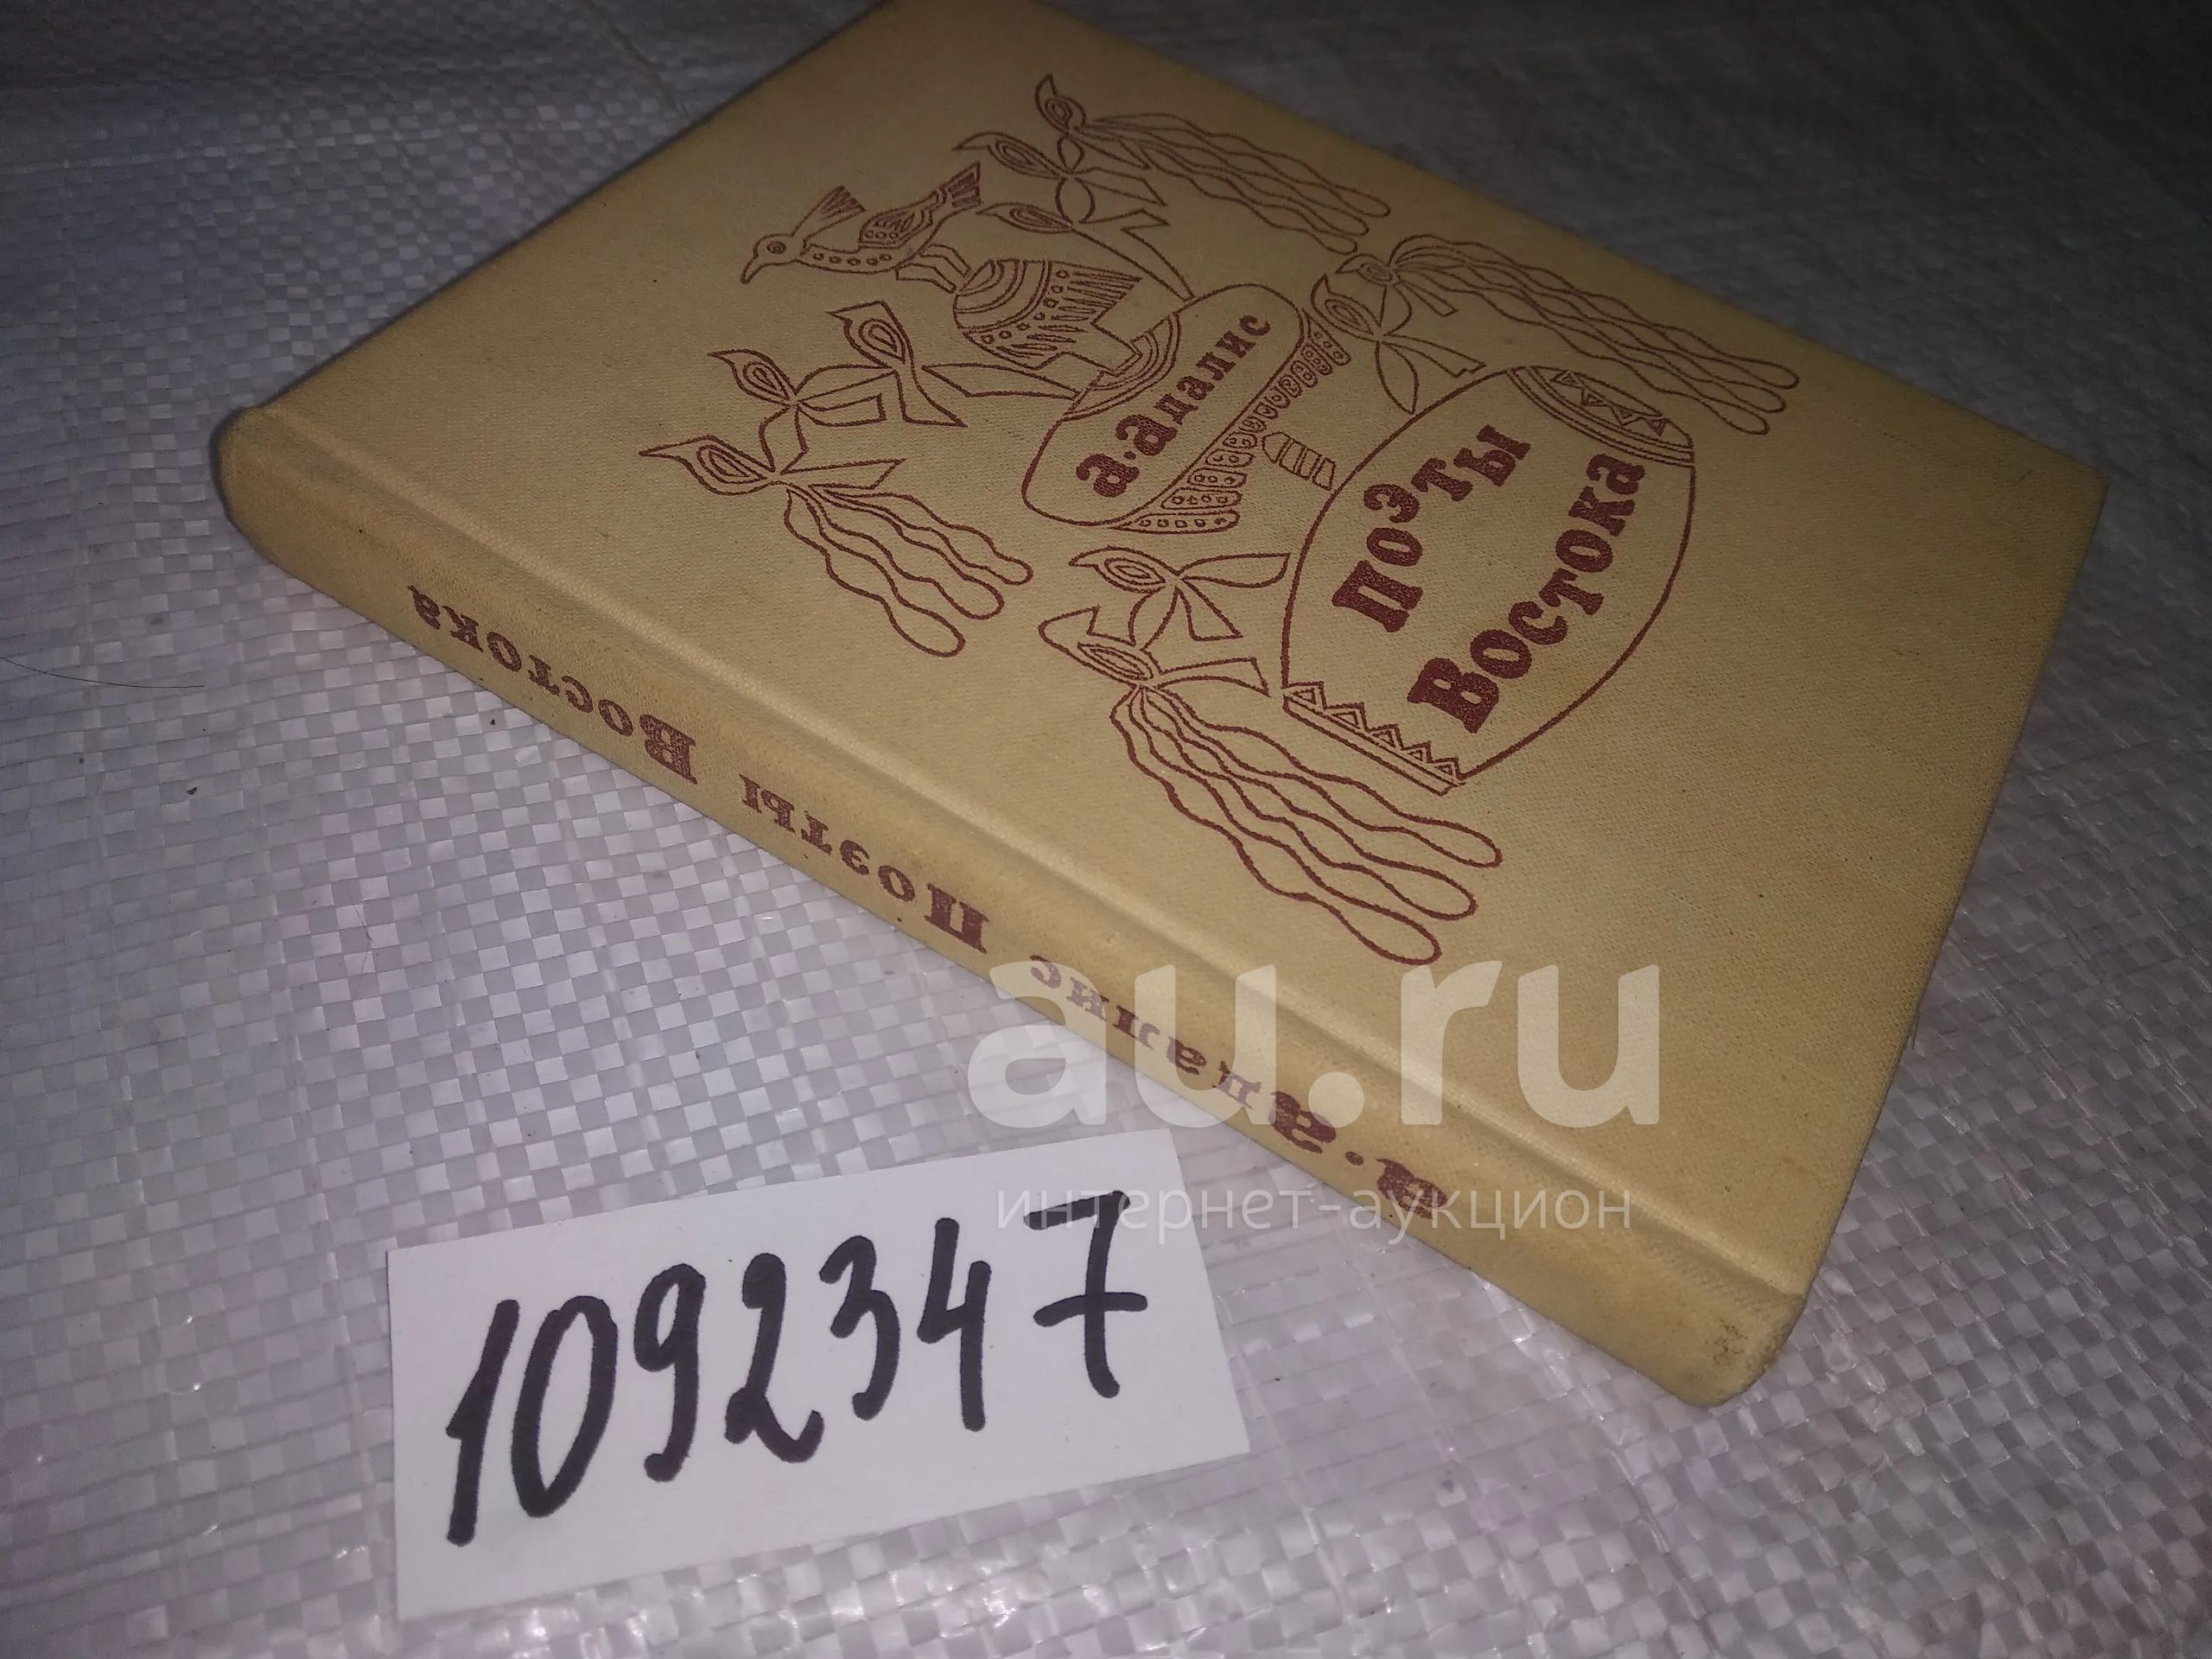 а. Адалис
поэты
Востока
а. Адалис Поэты Востока
au.ru
интернет-аукцион
1092347